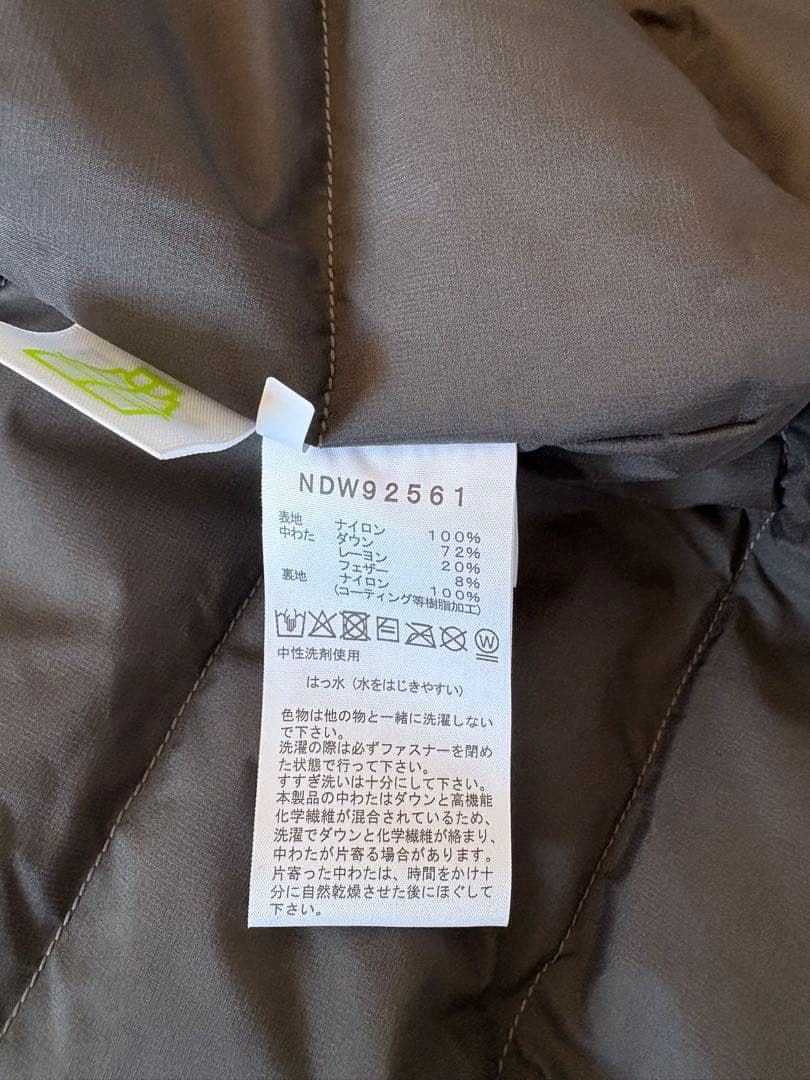 NDW92561
表地 ナイロン 100%
中わた ダウン 72%
レーヨン 20%
フェザー 8%
裏地 ナイロン 100%
(コーティング等樹脂加工)
W
中性洗剤使用
はっ水(水をはじきやすい)
色物は他の物と一緒に洗濯しない
で下さい。
洗濯の際は必ずファスナーを閉め
た状態で行って下さい。
すすぎ洗いは十分にして下さい。
本製品の中わたはダウンと高機能
化学繊維が混合されているため、
洗濯でダウンと化学繊維が絡まり、
中わたが片寄る場合があります。
片寄った中わたは、時間をかけ十
分に自然乾燥させた後にほぐして
下さい。